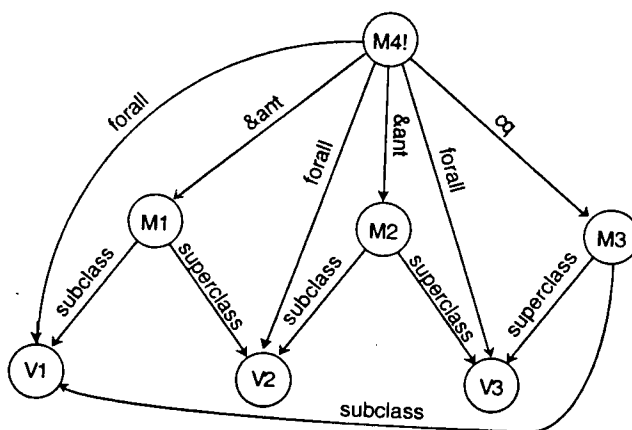 M4!
forall
&ant
forall
&ant
forall
cq
M1
M2
M3
subclass
superclass
subclass
superclass
superclass
V1
V2
V3
subclass